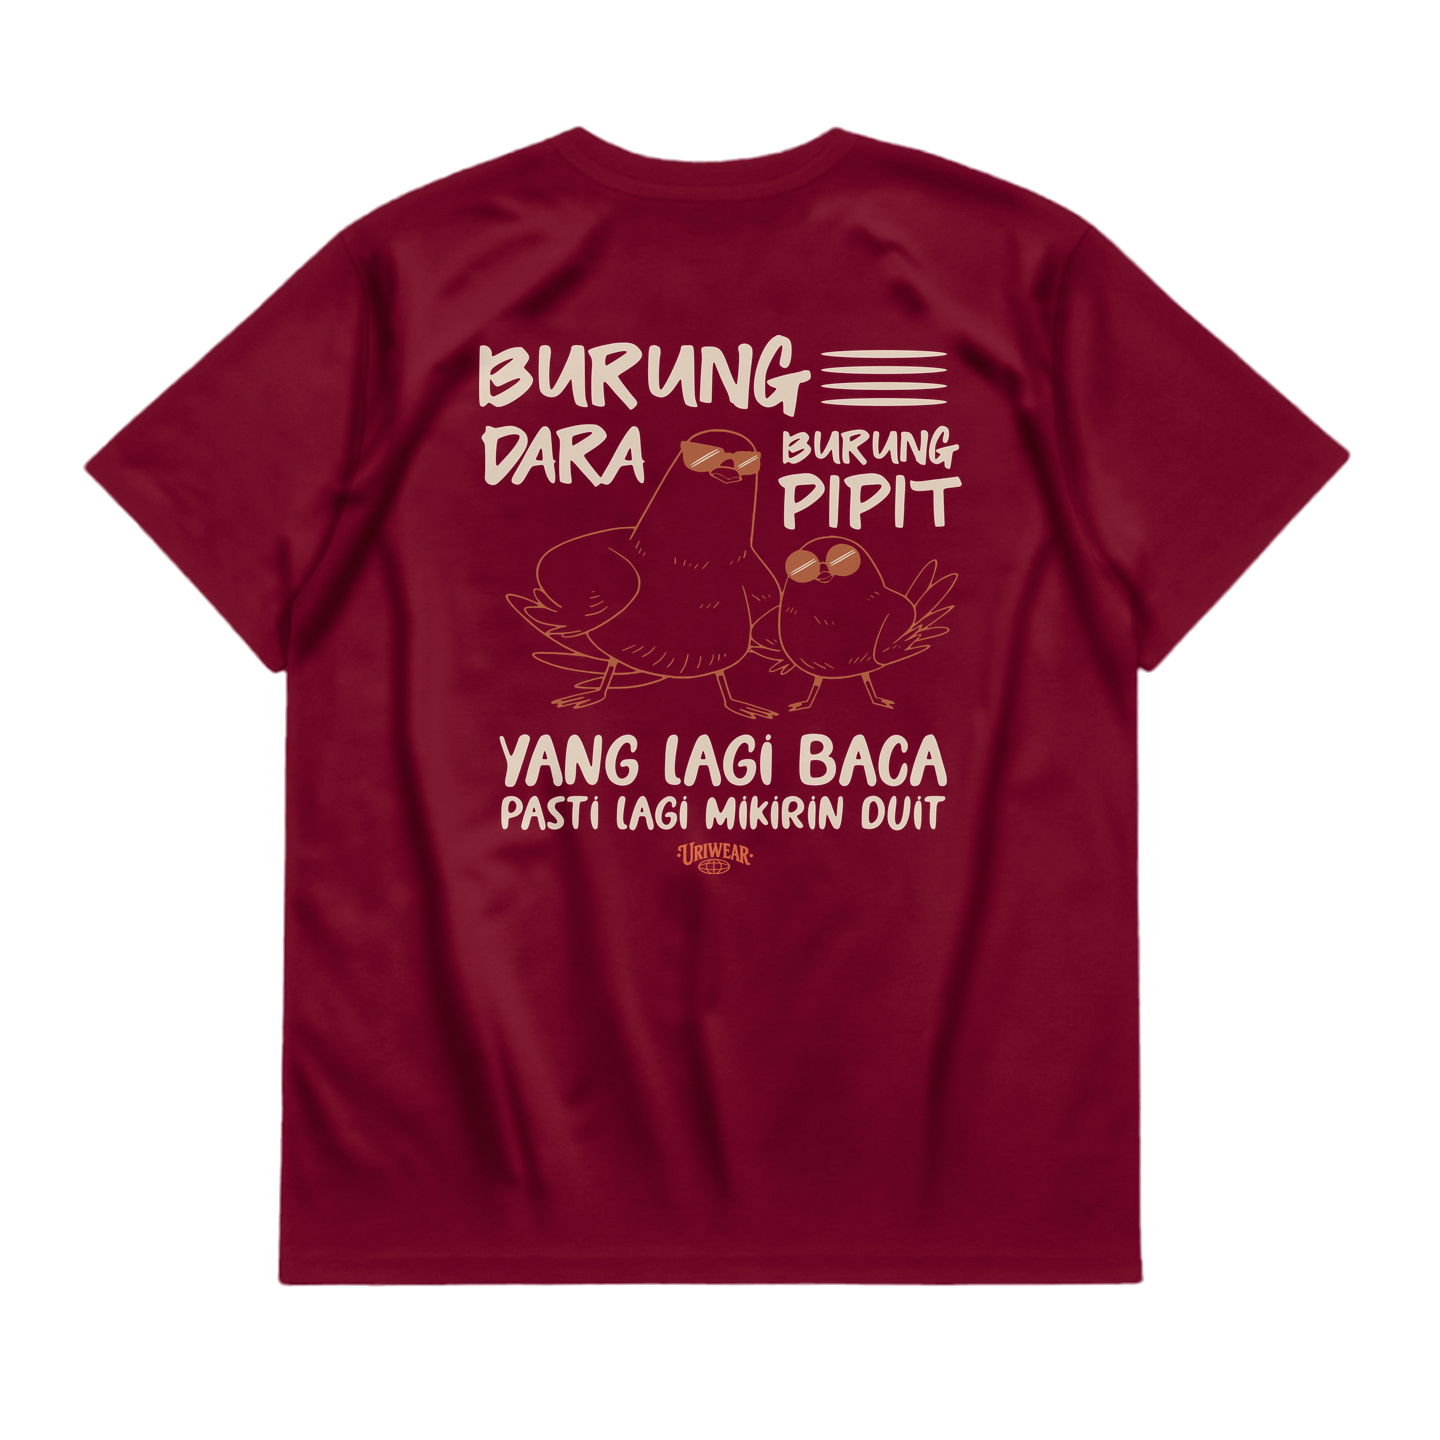 BURUNG
DARA
BURUNG
PIPIT
YANG LAGi BACA
PASTi LAGi MiKiRiN DUiT
URIWEAR